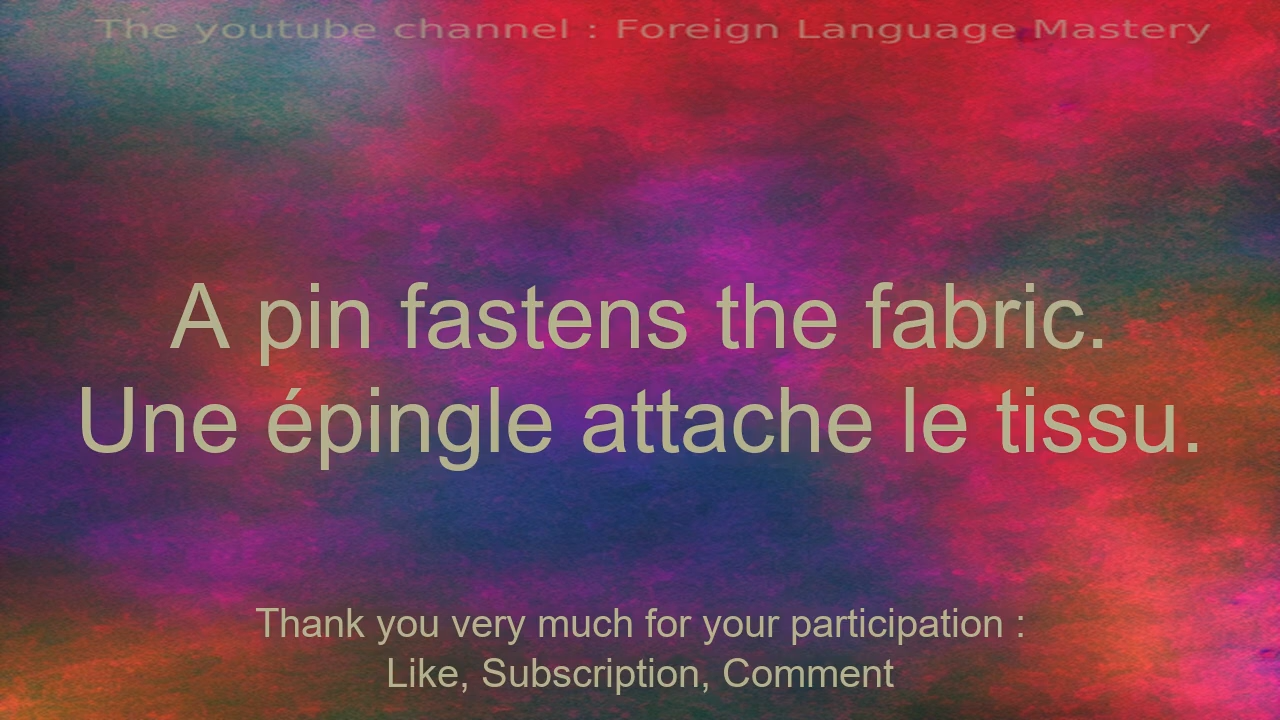 The youtube channel : Foreign Language Mastery
A pin fastens the fabric.
Une épingle attache le tissu.
Thank you very much for your participation :
Like, Subscription, Comment